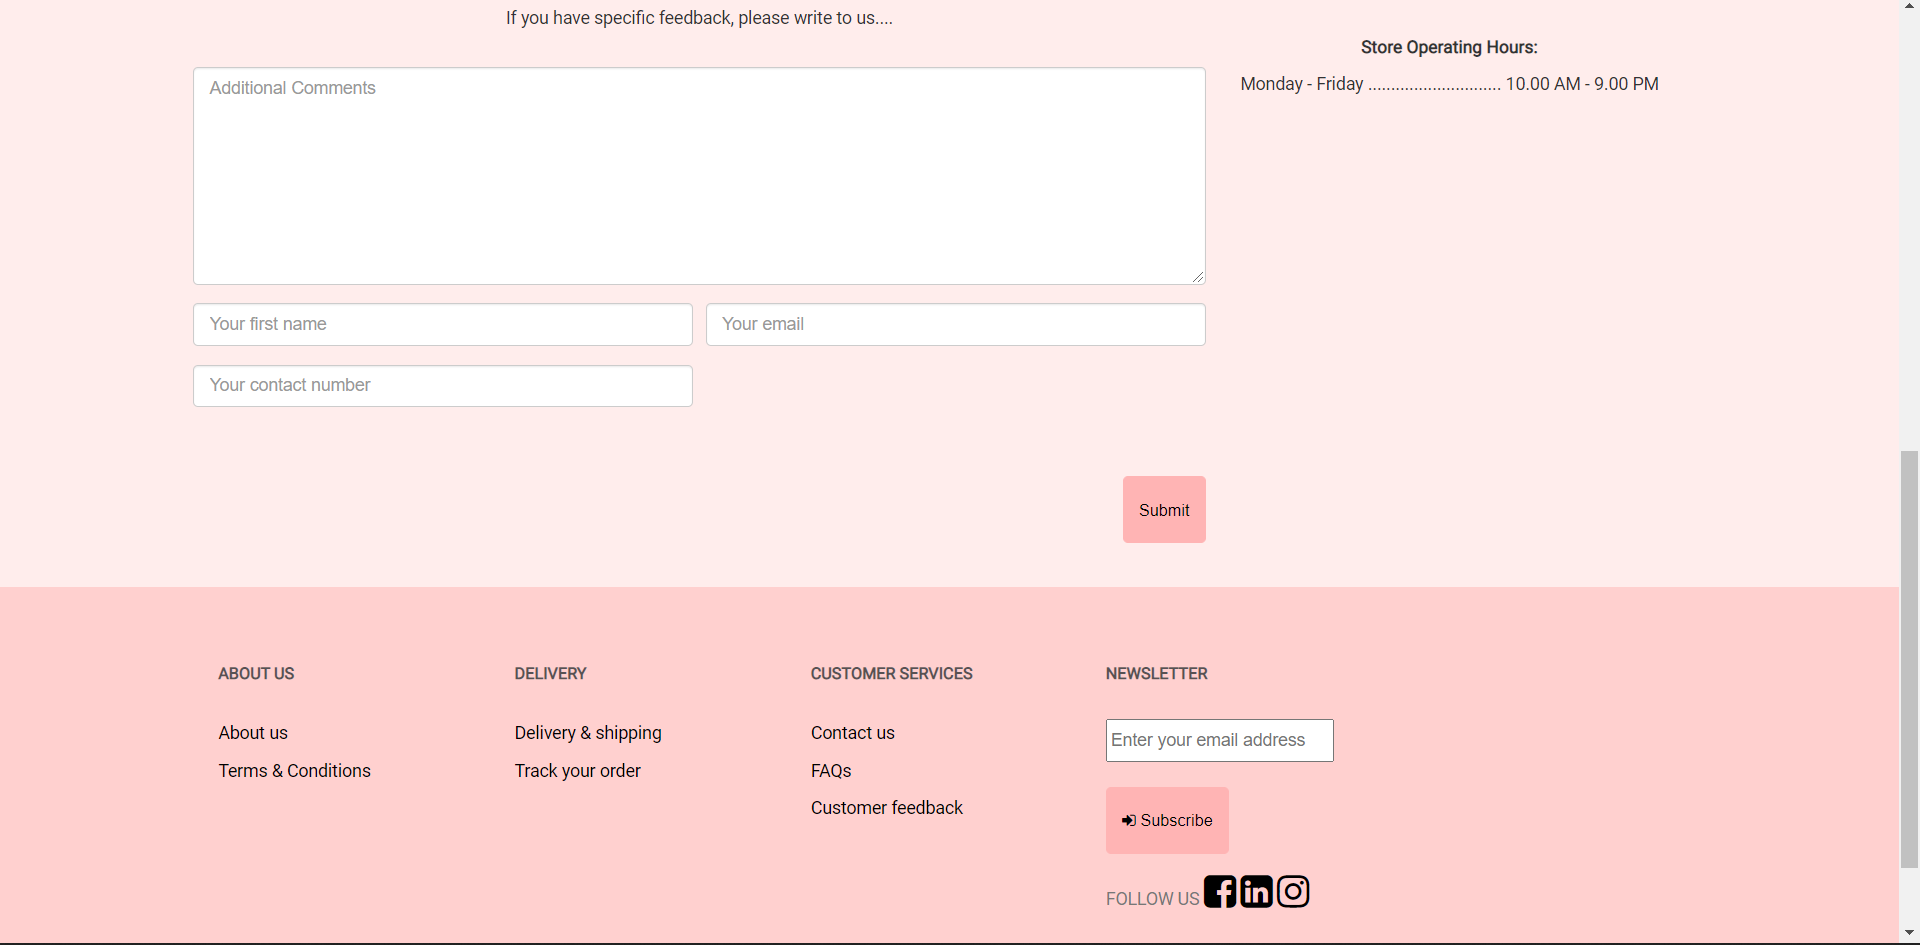 If you have specific feedback, please write to us....
Store Operating Hours:
Monday - Friday ............................. 10.00 AM - 9.00 PM
Additional Comments
Your first name
Your email
Your contact number
Submit
ABOUT US
About us
Terms & Conditions
DELIVERY
Delivery & shipping
Track your order
CUSTOMER SERVICES
Contact us
FAQs
Customer feedback
NEWSLETTER
Enter your email address
Subscribe
FOLLOW US